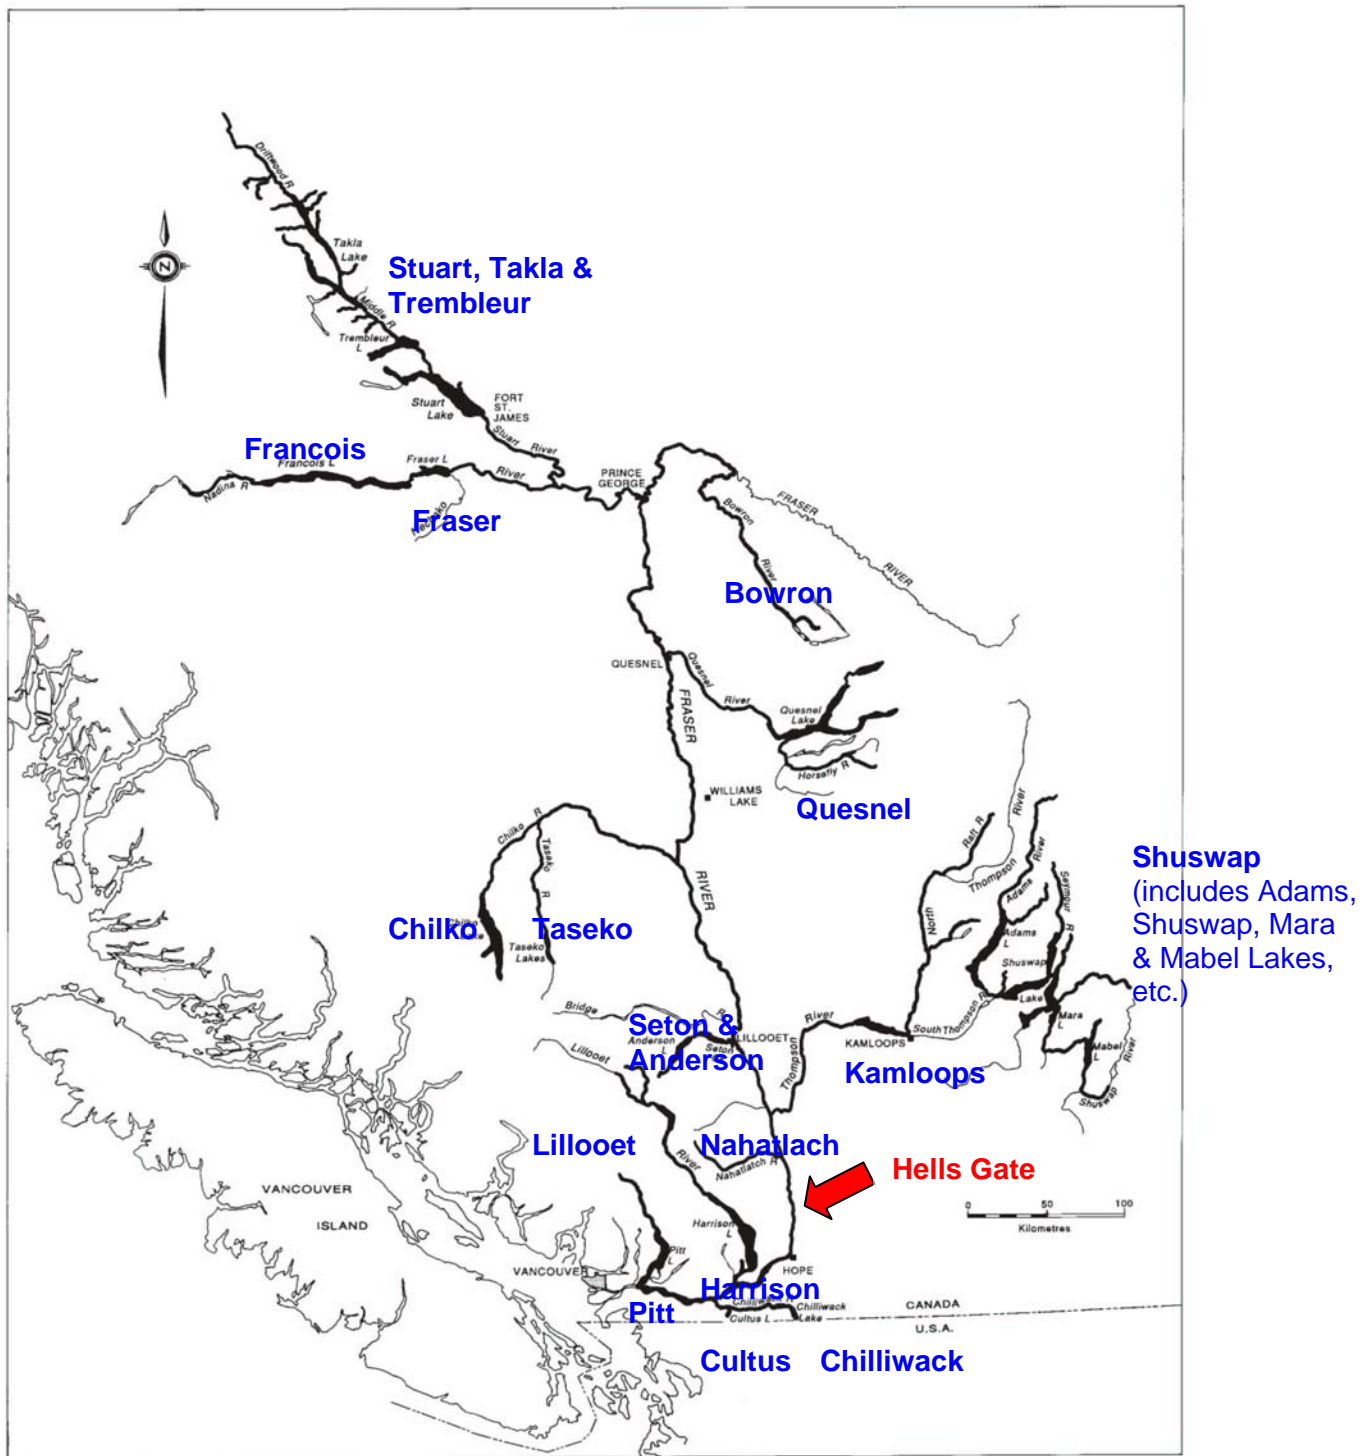 Driftwood R
Takla
Lake
Stuart, Takla &
Trembleur
Middle R
Trembleur
L
Stuart
Lake
FORT
ST.
JAMES
Stuart
River
Francois
Francois L
Fraser L
Nadina R
River
Nechako
Fraser
PRINCE
GEORGE
FRASER
RIVER
Bowron
River
Bowron
N
QUESNEL
Quesnel
River
Quesnel
Lake
FRASER
Horsefly R
WILLIAMS
LAKE
Quesnel
Chilko R
Taseko
R
RIVER
Chilko
Taseko
Taseko
Lakes
Raft R
River
Thompson
North
Adams
River
Seymour
R
Adams
L
Shuswap
Lake
Shuswap
(includes Adams,
Shuswap, Mara
& Mabel Lakes,
etc.)
Mara
L
Mabel
L
River
Shuswap
South Thompson R
KAMLOOPS
Kamloops
River
Thompson
Bridge
R
Seton &
Anderson
Anderson
L
Seton
LILLOOET
Lillooet
Lillooet
River
Nahatlach
Nahatlatch R
Hells Gate
0 50 100
Kilometres
VANCOUVER
ISLAND
VANCOUVER
Pitt
L
Pitt
Harrison
L
Harrison
HOPE
Chilliwack R
Chilliwack
Lake
Cultus L
CANADA
U.S.A.
Cultus
Chilliwack